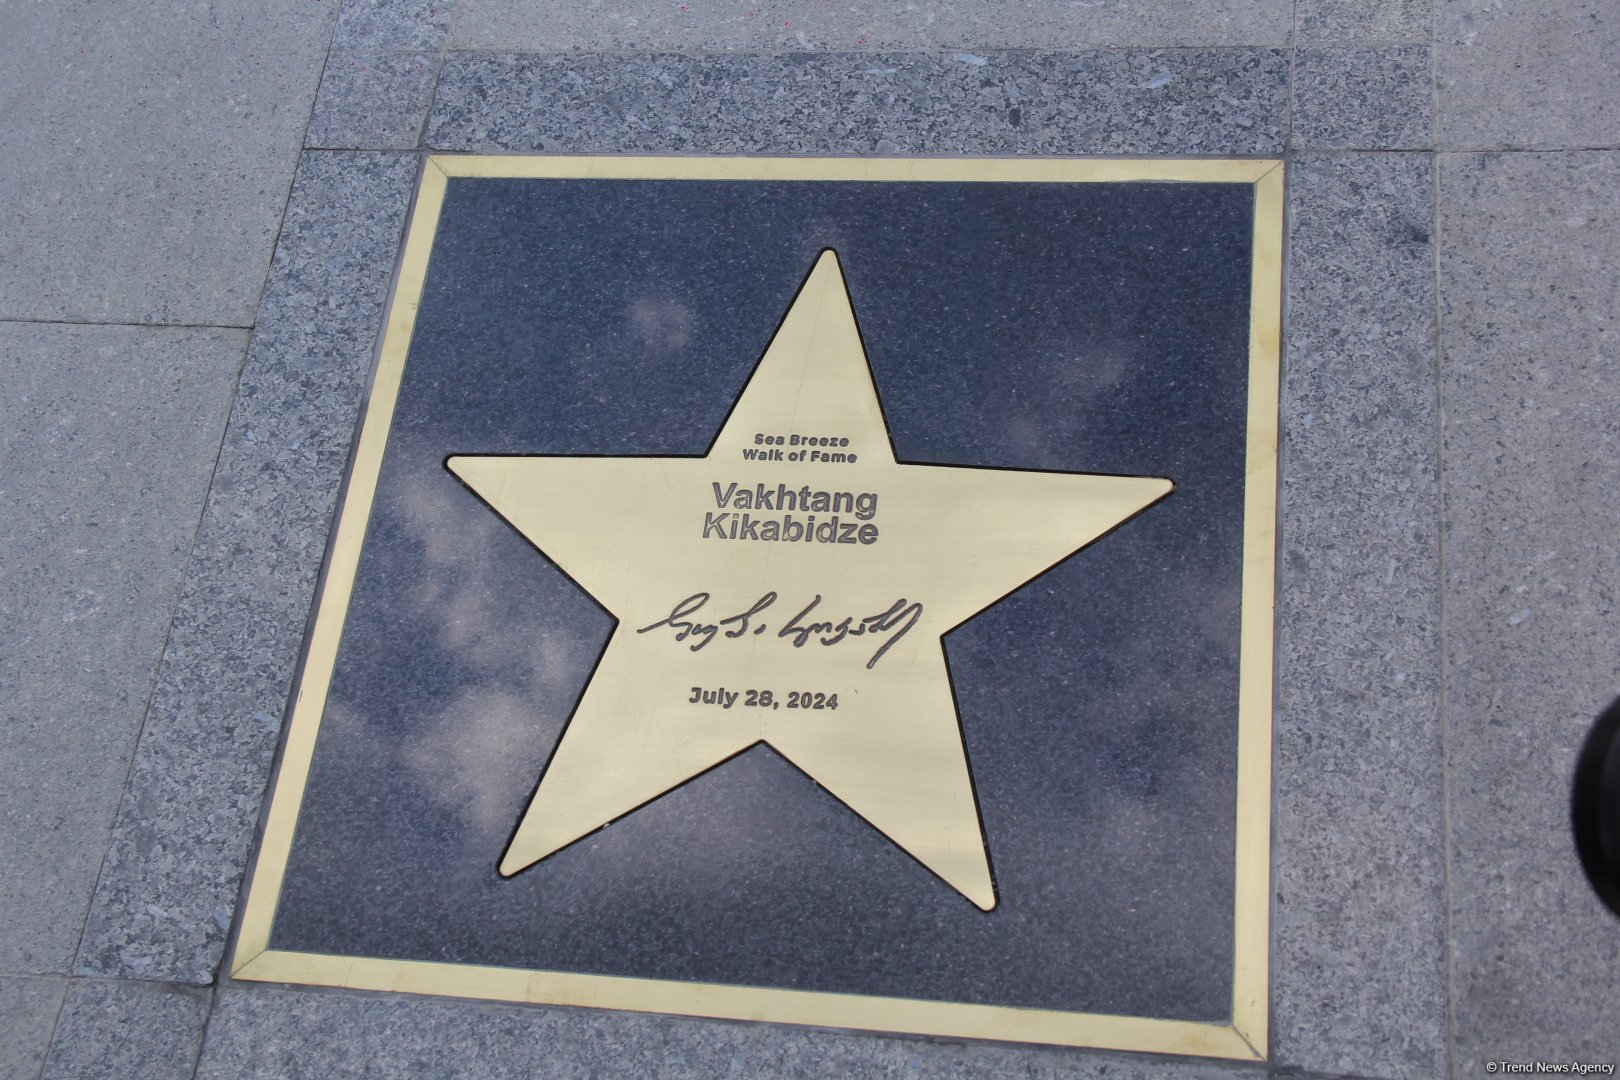 Sea Breeze
Walk of Fame
Vakhtang
Kikabidze
July 28, 2024
© Trend News Agency